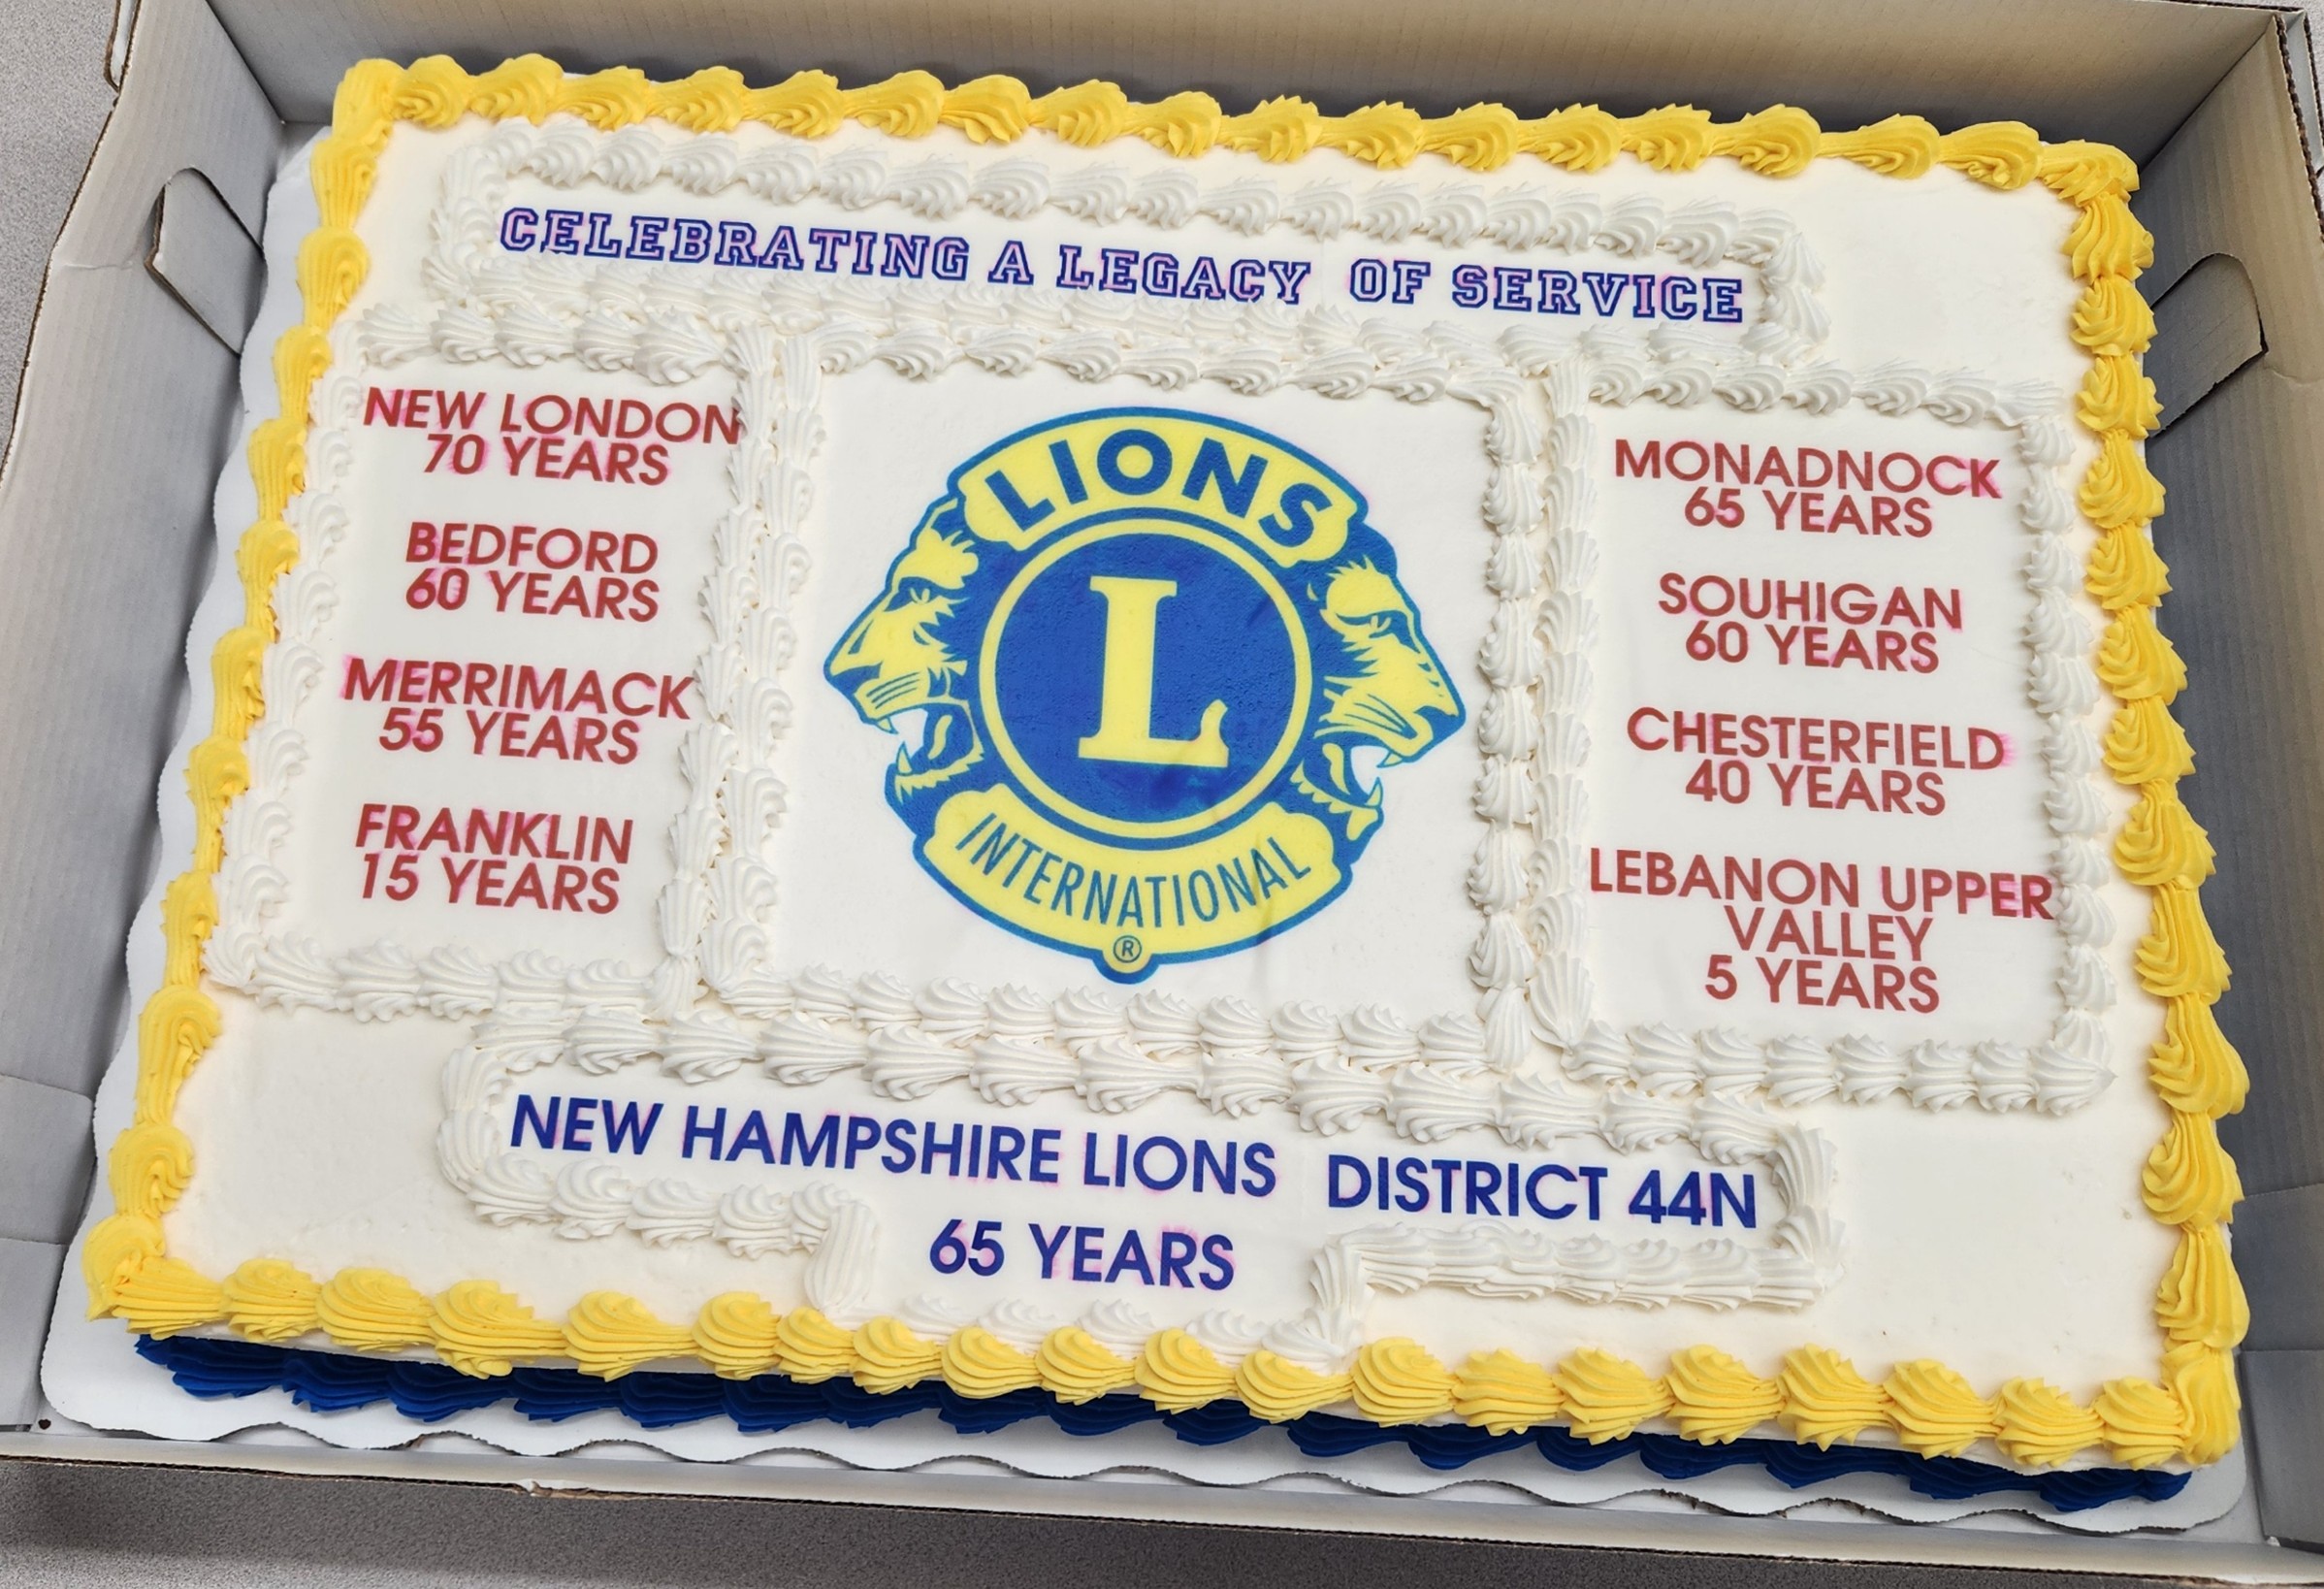 CELEBRATING A LEGACY OF SERVICE
NEW LONDON
70 YEARS
BEDFORD
60 YEARS
MERRIMACK
55 YEARS
FRANKLIN
15 YEARS
LIONS
L
INTERNATIONAL
®
MONADNOCK
65 YEARS
SOUHIGAN
60 YEARS
CHESTERFIELD
40 YEARS
LEBANON UPPER
VALLEY
5 YEARS
NEW HAMPSHIRE LIONS DISTRICT 44N
65 YEARS